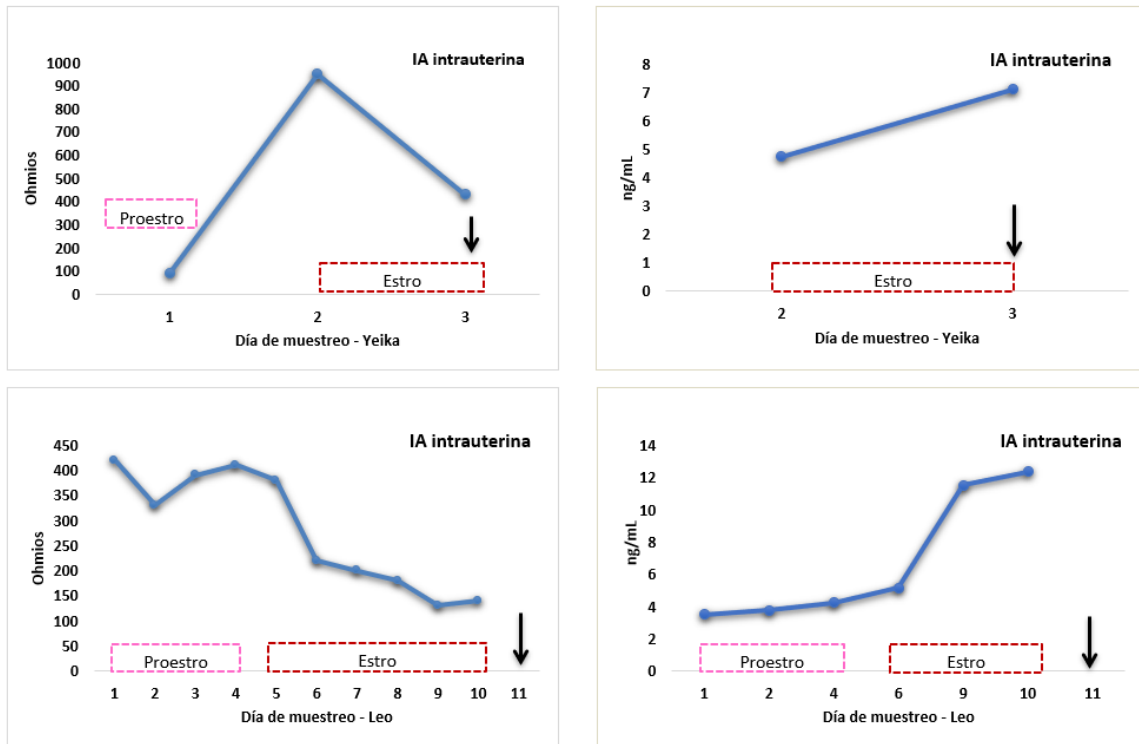 IA intrauterina
Ohmios
1000
900
800
700
600
500
400
300
200
100
0
Proestro
Estro
1 2 3
Día de muestreo - Yeika
IA intrauterina
ng/mL
8
7
6
5
4
3
2
1
0
Estro
2 3
Día de muestreo - Yeika
IA intrauterina
Ohmios
450
400
350
300
250
200
150
100
50
0
Proestro Estro
1 2 3 4 5 6 7 8 9 10 11
Día de muestreo - Leo
IA intrauterina
ng/mL
14
12
10
8
6
4
2
0
Proestro Estro
1 2 4 6 9 10 11
Día de muestreo - Leo